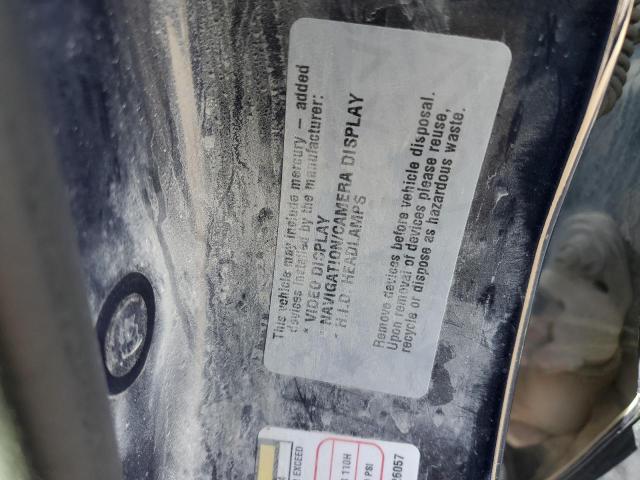 This vehicle may include mercury — added
devices installed by the manufacturer:
* VIDEO DISPLAY
* NAVIGATION/CAMERA DISPLAY
- H.I.D. HEADLAMPS
Remove devices before vehicle disposal.
Upon removal of devices please reuse,
recycle or dispose as hazardous waste.
EXCEED
110H
PSI
6057